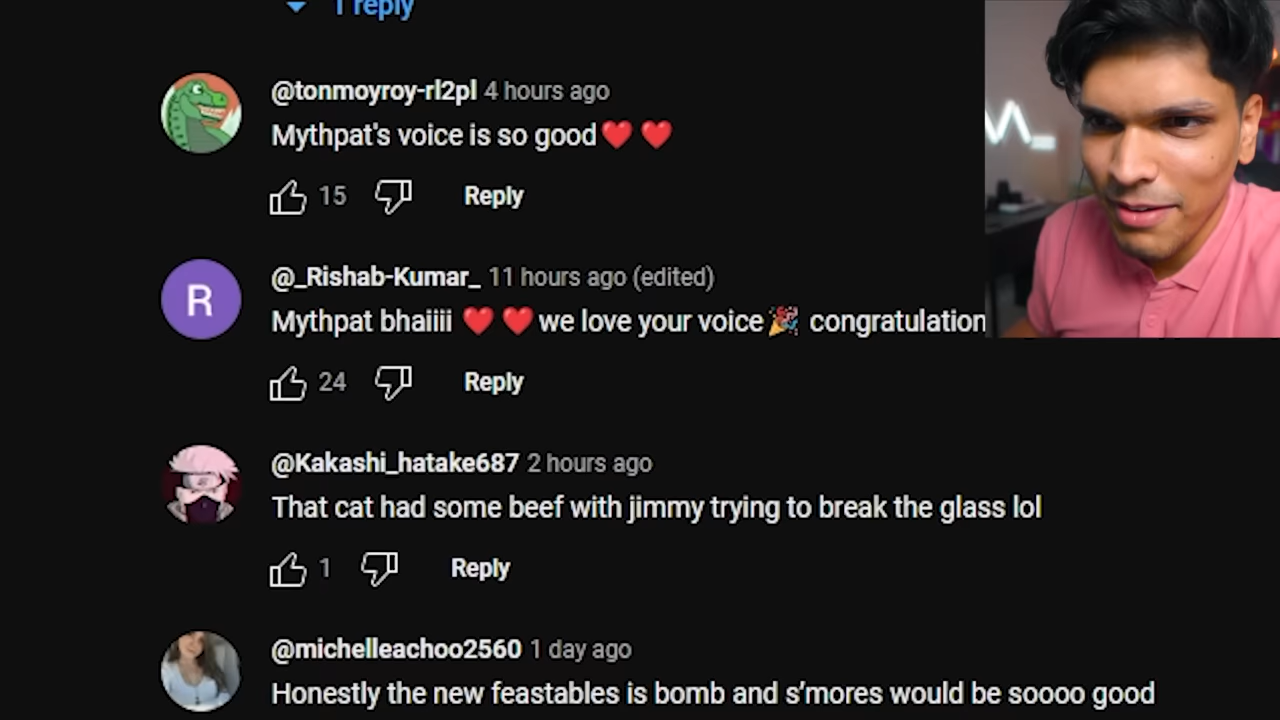 1 reply
@tonmoyroy-rl2pl 4 hours ago
Mythpat's voice is so good❤️ ❤️
15 Reply
R
@_Rishab-Kumar_ 11 hours ago (edited)
Mythpat bhaiiii ❤️ ❤️ we love your voice🎉 congratulation
24 Reply
@Kakashi_hatake687 2 hours ago
That cat had some beef with jimmy trying to break the glass lol
1 Reply
@michelleachoo2560 1 day ago
Honestly the new feastables is bomb and s'mores would be soooo good